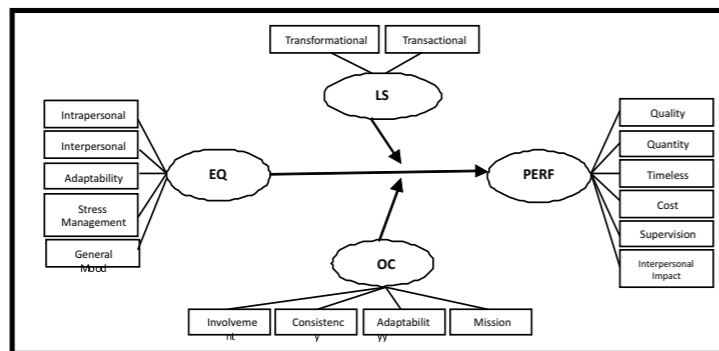 Transformational
Transactional
LS
Intrapersonal
Interpersonal
Adaptability
Stress
Management
General
Mood
EQ
PERF
Quality
Quantity
Timeless
Cost
Supervision
Interpersonal
Impact
OC
Involveme
nt
Consistenc
y
Adaptabilit
yy
Mission